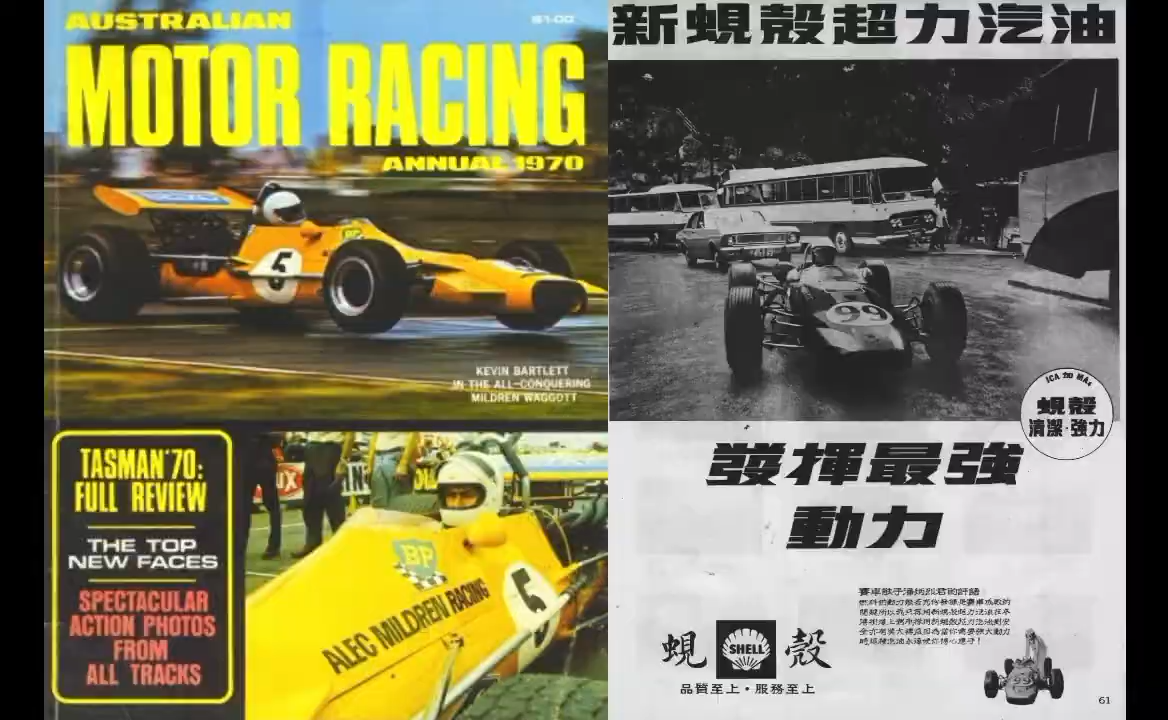 AUSTRALIAN
$1·00
MOTOR RACING
ANNUAL 1970
5
BP
KEVIN BARTLETT
IN THE ALL-CONQUERING
MILDREN WAGGOTT
TASMAN '70:
FULL REVIEW
THE TOP
NEW FACES
SPECTACULAR
ACTION PHOTOS
FROM
ALL TRACKS
BP
ALEC MILDREN RACING
5
新蜆殼超力汽油
99
蜆殼
清潔·強力
發揮最強
動力
蜆 SHELL 殼
品質至上·服務至上
61